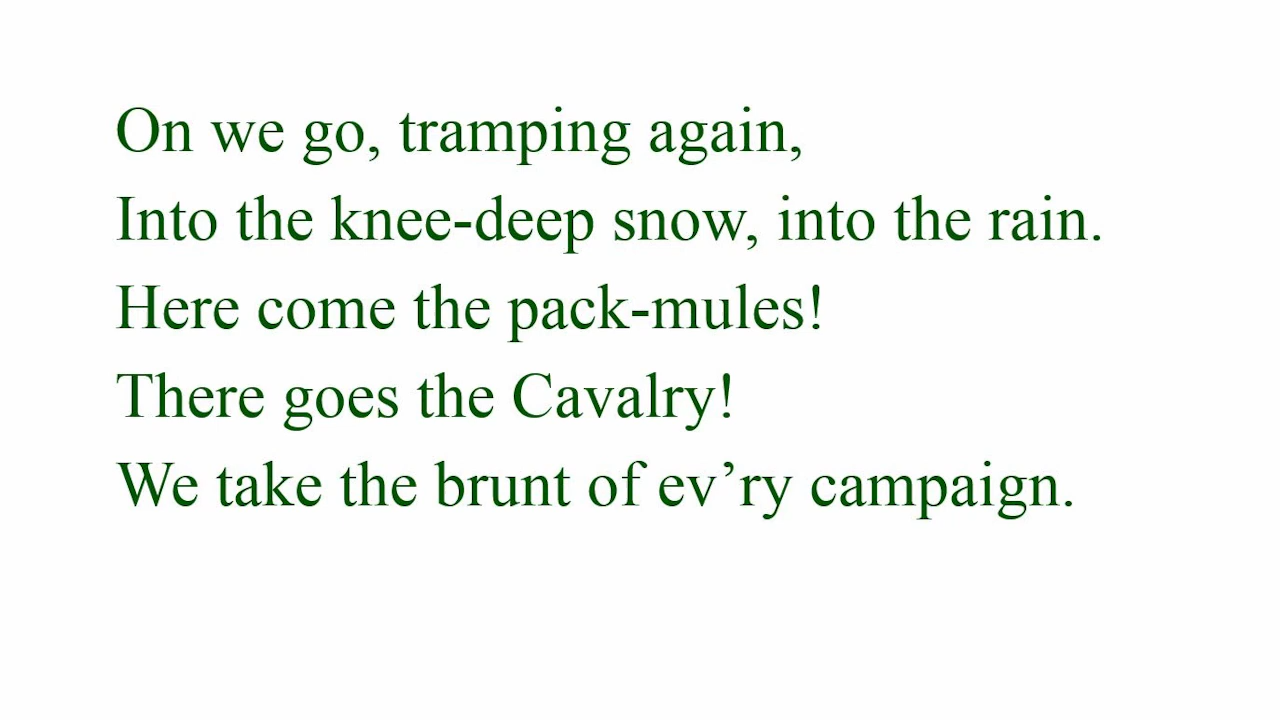 On we go, tramping again,
Into the knee-deep snow, into the rain.
Here come the pack-mules!
There goes the Cavalry!
We take the brunt of ev’ry campaign.